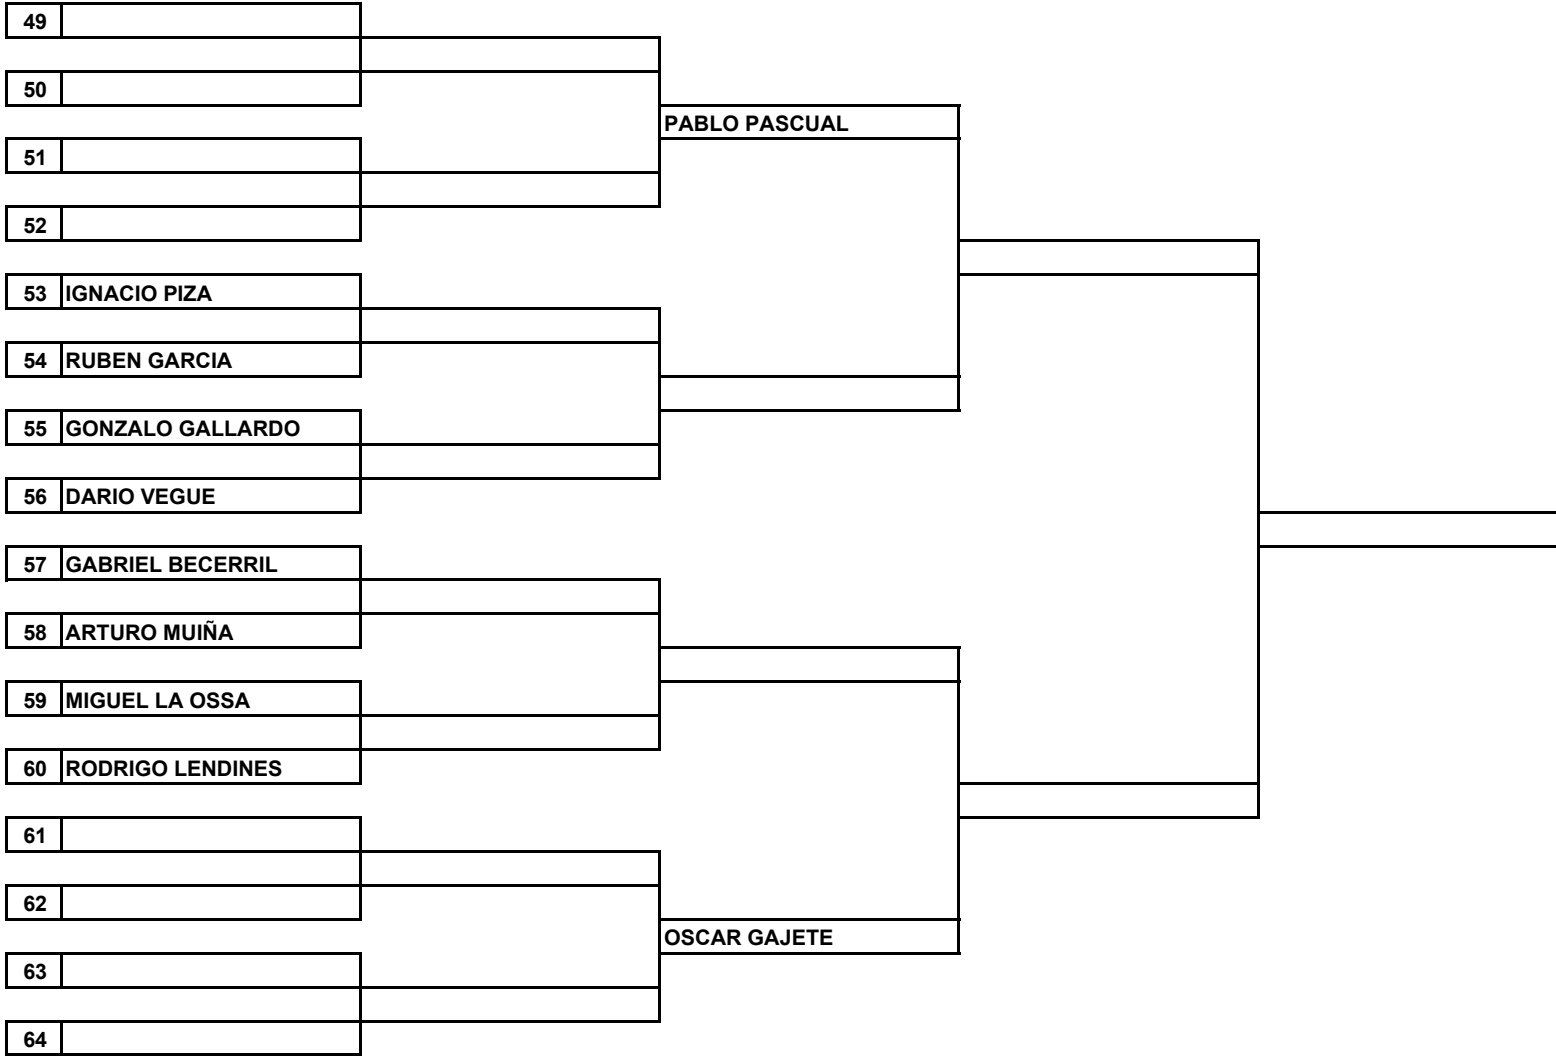 49
50
PABLO PASCUAL
51
52
53 IGNACIO PIZA
54 RUBEN GARCIA
55 GONZALO GALLARDO
56 DARIO VEGUE
57 GABRIEL BECERRIL
58 ARTURO MUIÑA
59 MIGUEL LA OSSA
60 RODRIGO LENDINES
61
62
OSCAR GAJETE
63
64